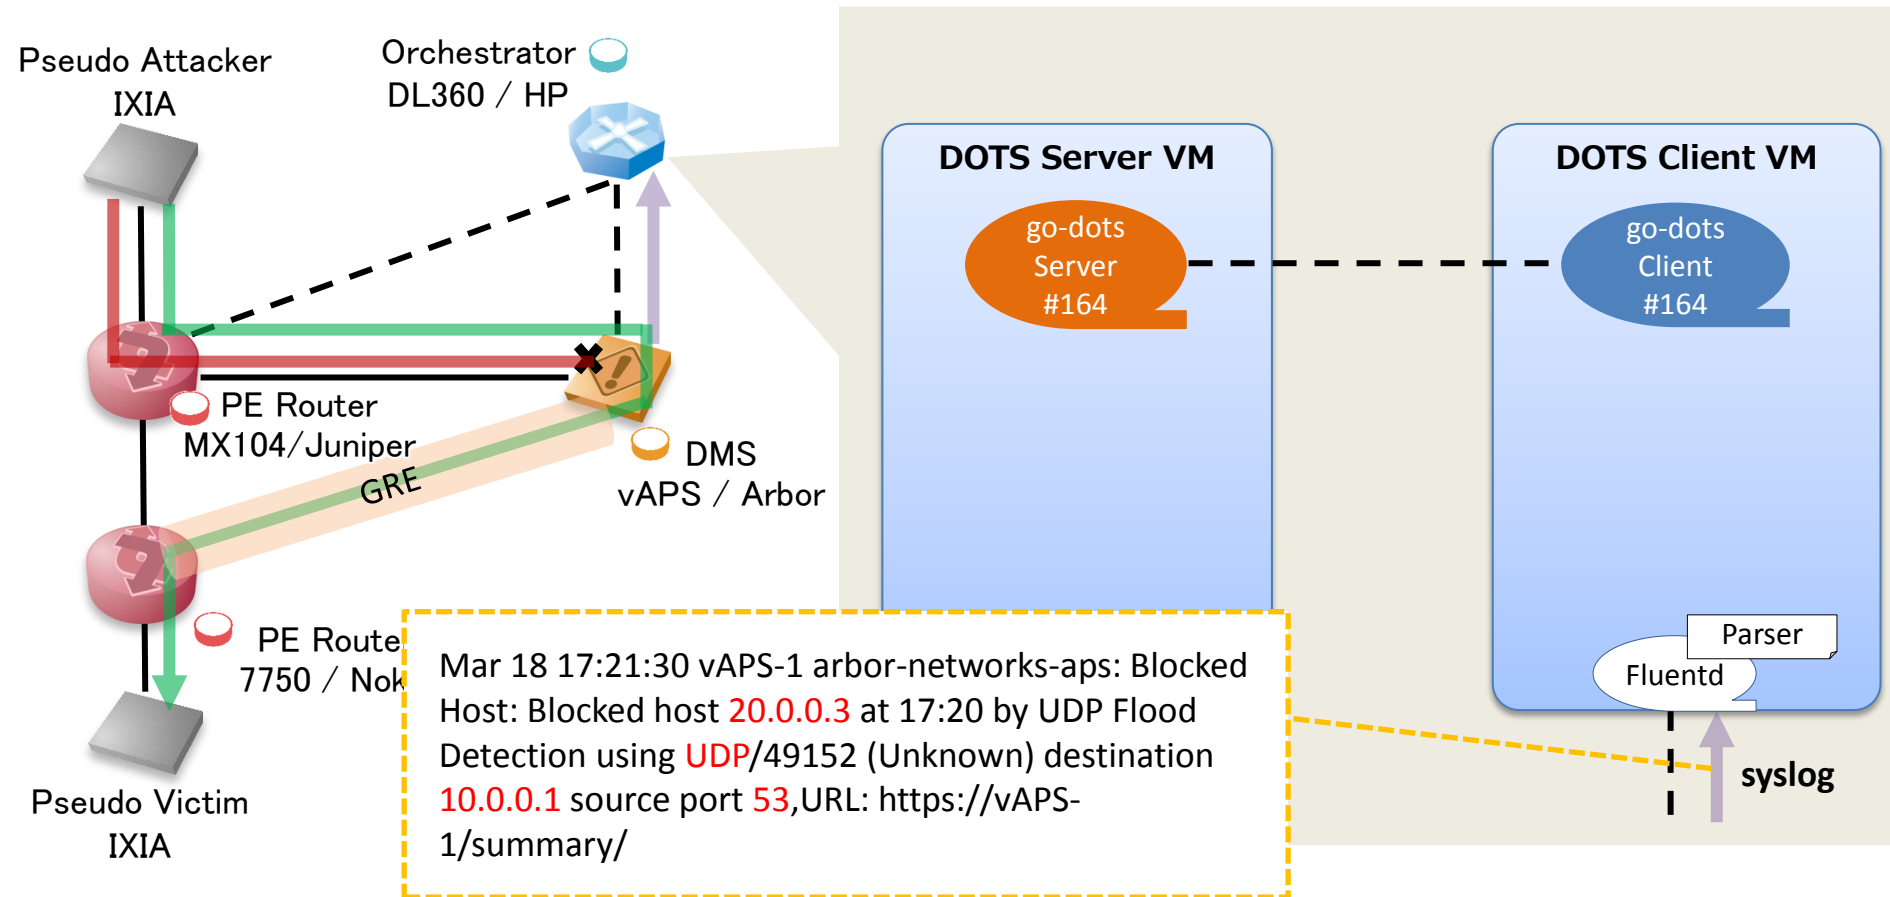 Pseudo Attacker
IXIA
Orchestrator
DL360 / HP
PE Router
MX104/Juniper
GRE
DMS
vAPS / Arbor
PE Route
7750 / Nok
Pseudo Victim
IXIA
DOTS Server VM
go-dots
Server
#164
DOTS Client VM
go-dots
Client
#164
Parser
Fluentd
syslog
Mar 18 17:21:30 vAPS-1 arbor-networks-aps: Blocked
Host: Blocked host 20.0.0.3 at 17:20 by UDP Flood
Detection using UDP/49152 (Unknown) destination
10.0.0.1 source port 53,URL: https://vAPS-
1/summary/